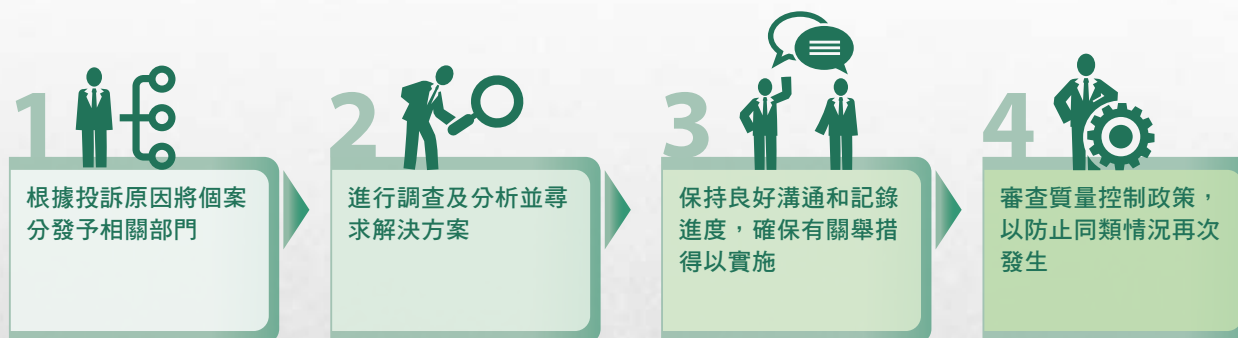 1
根據投訴原因將個案
分發予相關部門
2
進行調查及分析並尋
求解決方案
3
保持良好溝通和記錄
進度，確保有關舉措
得以實施
4
審查質量控制政策，
以防止同類情況再次
發生